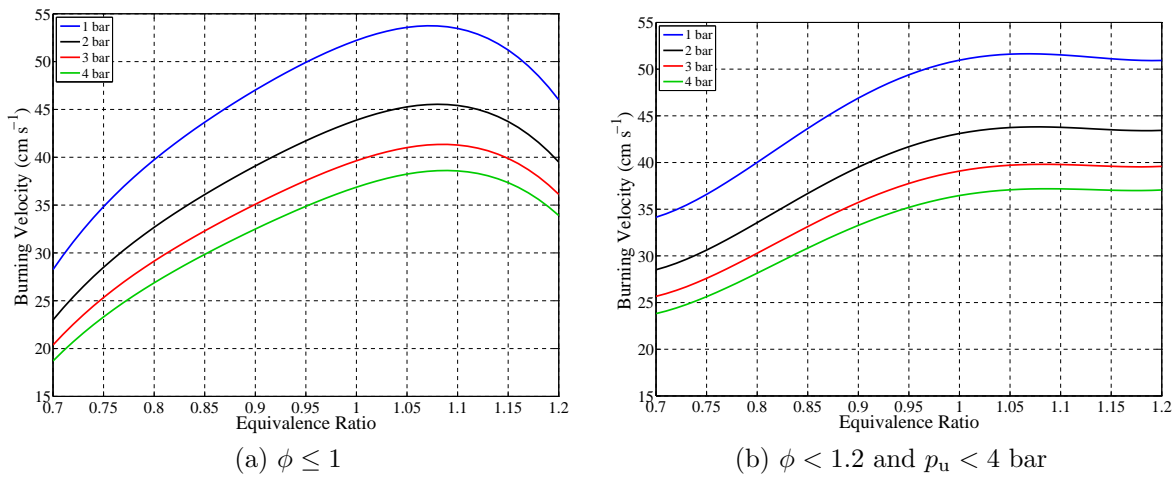 55
50
45
40
35
30
25
20
15
Burning Velocity (cm s⁻¹)
1 bar
2 bar
3 bar
4 bar
0.7 0.75 0.8 0.85 0.9 0.95 1 1.05 1.1 1.15 1.2
Equivalence Ratio
(a) ϕ ≤ 1
55
50
45
40
35
30
25
20
15
Burning Velocity (cm s⁻¹)
1 bar
2 bar
3 bar
4 bar
0.7 0.75 0.8 0.85 0.9 0.95 1 1.05 1.1 1.15 1.2
Equivalence Ratio
(b) ϕ < 1.2 and pᵤ < 4 bar